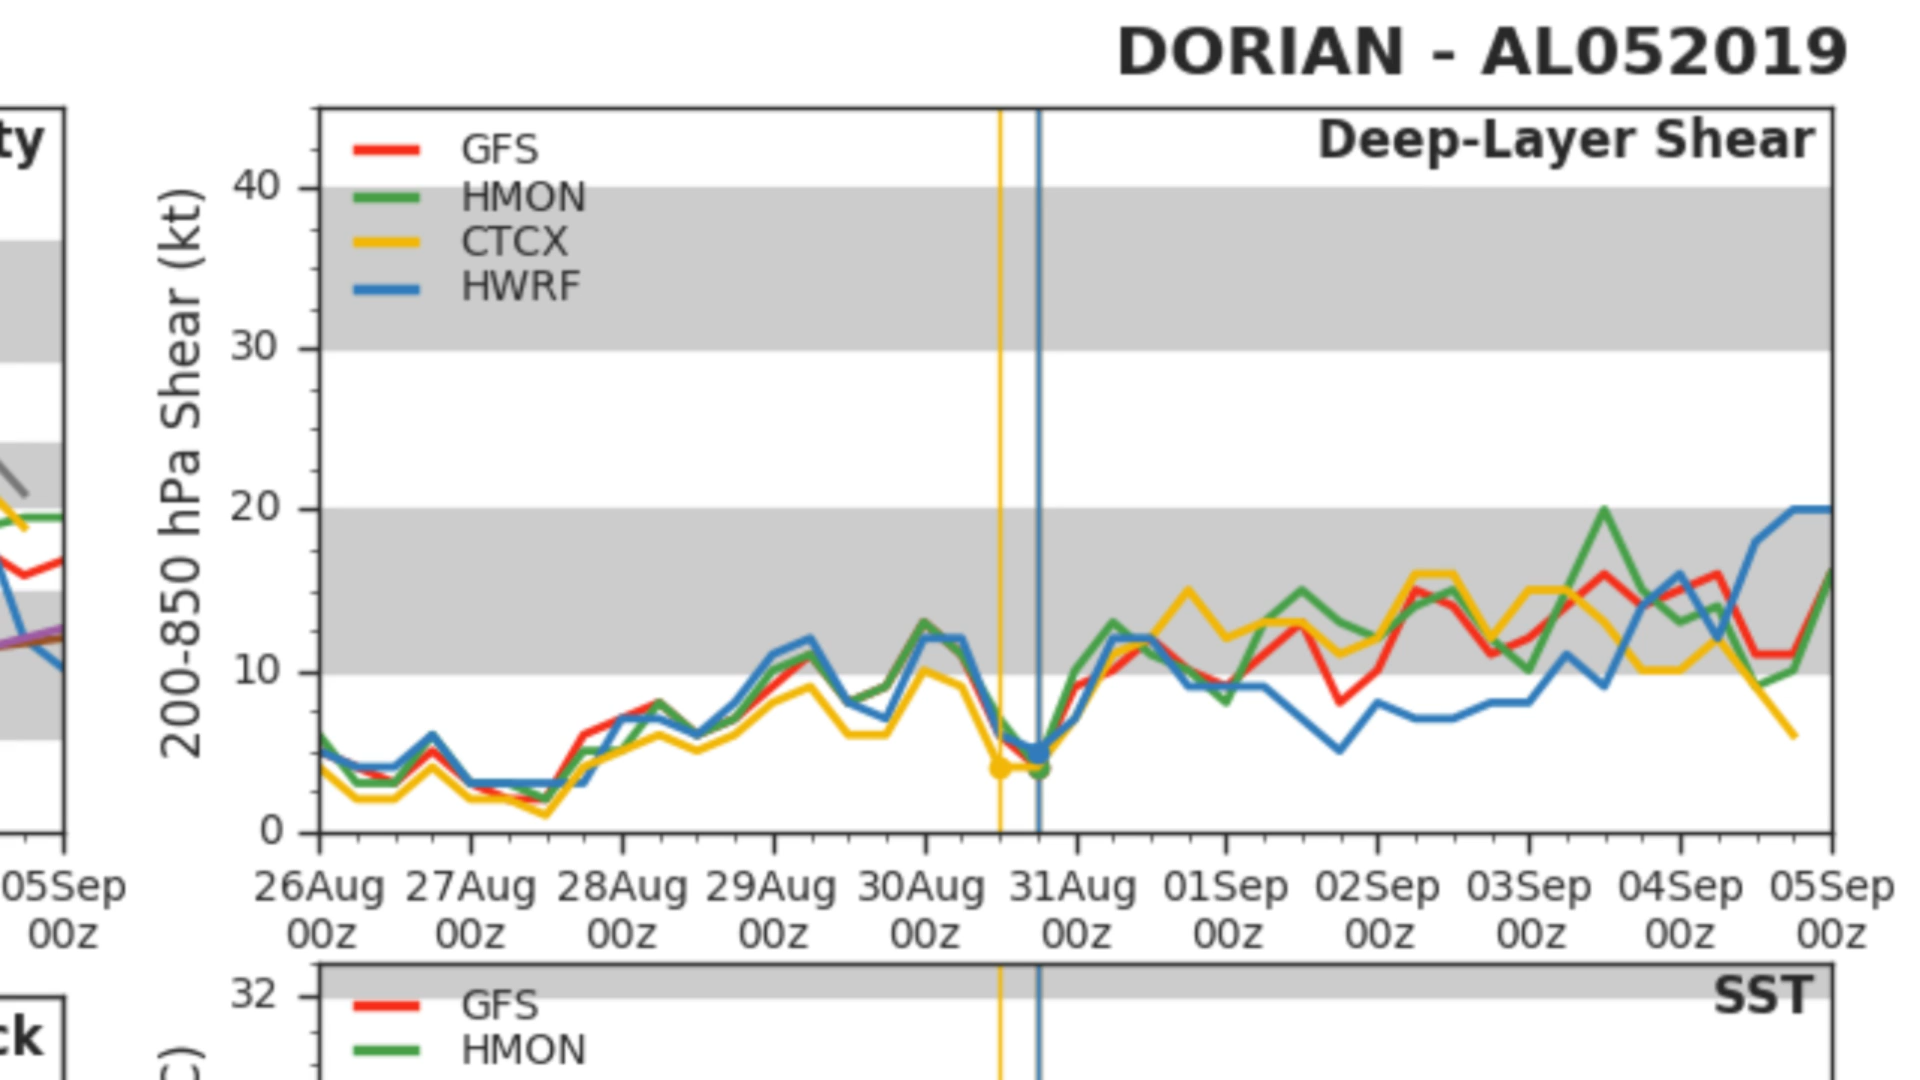 DORIAN - AL052019
ty
Deep-Layer Shear
GFS
HMON
CTCX
HWRF
200-850 hPa Shear (kt)
40
30
20
10
0
05Sep
00z
26Aug 27Aug 28Aug 29Aug 30Aug 31Aug 01Sep 02Sep 03Sep 04Sep 05Sep
00z 00z 00z 00z 00z 00z 00z 00z 00z 00z 00z
ck
C)
32
SST
GFS
HMON